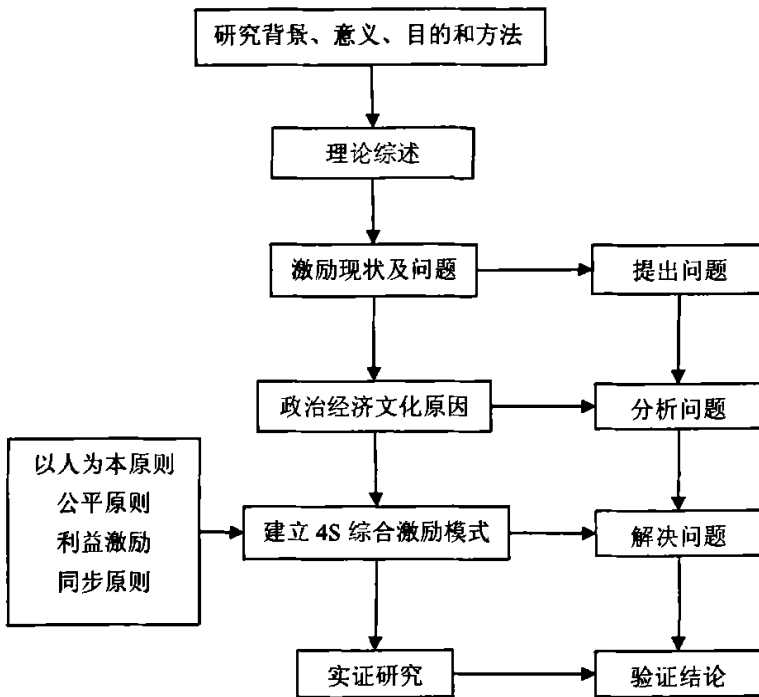 研究背景、意义、目的和方法
理论综述
激励现状及问题
提出问题
政治经济文化原因
分析问题
以人为本原则
公平原则
利益激励
同步原则
建立 4S 综合激励模式
解决问题
实证研究
验证结论